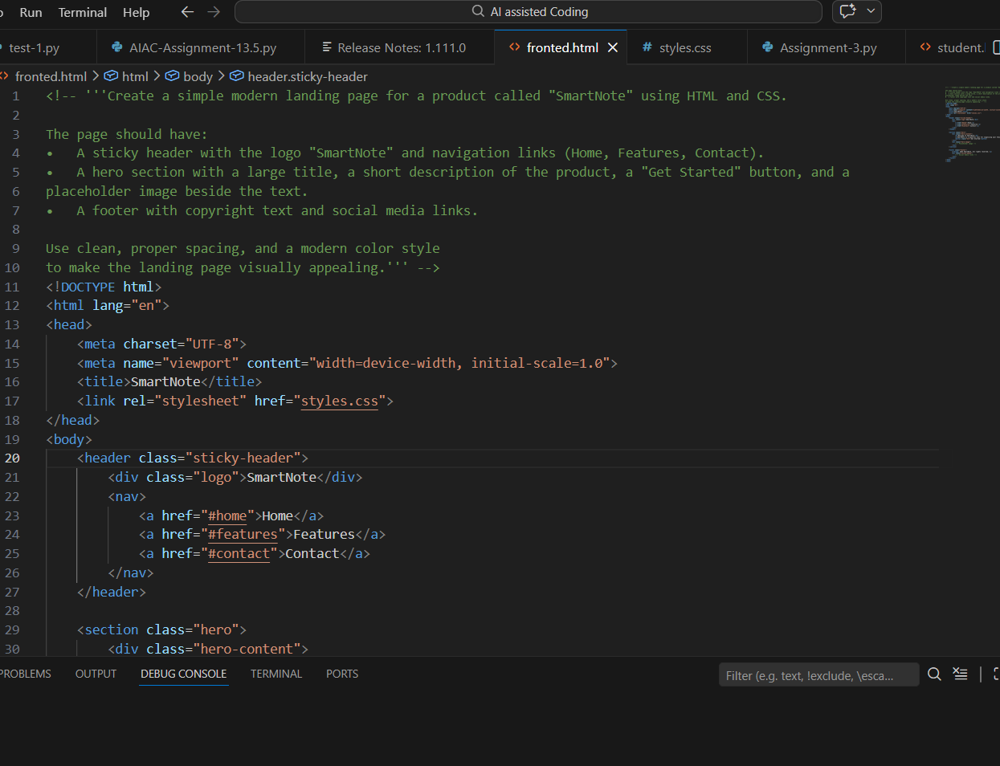 Run Terminal Help AI assisted Coding
test-1.py AIAC-Assignment-13.5.py Release Notes: 1.111.0 fronted.html styles.css Assignment-3.py student.
fronted.html > html > body > header.sticky-header
1 <!-- '''Create a simple modern landing page for a product called "SmartNote" using HTML and CSS.
2
3 The page should have:
4 •   A sticky header with the logo "SmartNote" and navigation links (Home, Features, Contact).
5 •   A hero section with a large title, a short description of the product, a "Get Started" button, and a
6 placeholder image beside the text.
7 •   A footer with copyright text and social media links.
8
9 Use clean, proper spacing, and a modern color style
10 to make the landing page visually appealing.''' -->
11 <!DOCTYPE html>
12 <html lang="en">
13 <head>
14     <meta charset="UTF-8">
15     <meta name="viewport" content="width=device-width, initial-scale=1.0">
16     <title>SmartNote</title>
17     <link rel="stylesheet" href="styles.css">
18 </head>
19 <body>
20     <header class="sticky-header">
21         <div class="logo">SmartNote</div>
22         <nav>
23             <a href="#home">Home</a>
24             <a href="#features">Features</a>
25             <a href="#contact">Contact</a>
26         </nav>
27     </header>
28
29     <section class="hero">
30         <div class="hero-content">
PROBLEMS OUTPUT DEBUG CONSOLE TERMINAL PORTS Filter (e.g. text, !exclude, \esca...